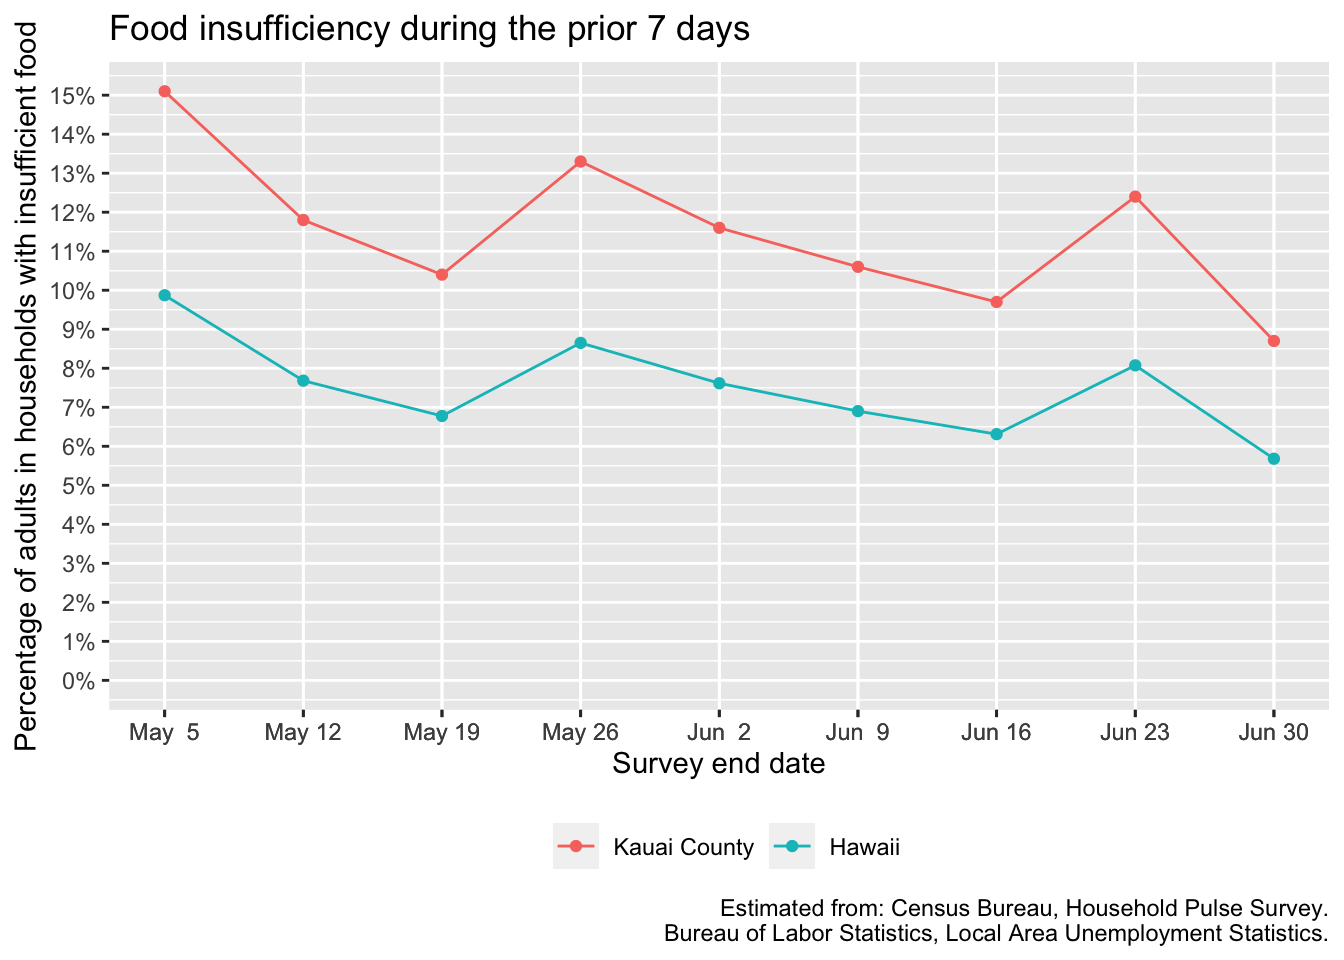 Food insufficiency during the prior 7 days
Percentage of adults in households with insufficient food
15%
14%
13%
12%
11%
10%
9%
8%
7%
6%
5%
4%
3%
2%
1%
0%
May  5
May 12
May 19
May 26
Jun  2
Jun  9
Jun 16
Jun 23
Jun 30
Survey end date
Kauai County
Hawaii
Estimated from: Census Bureau, Household Pulse Survey.
Bureau of Labor Statistics, Local Area Unemployment Statistics.